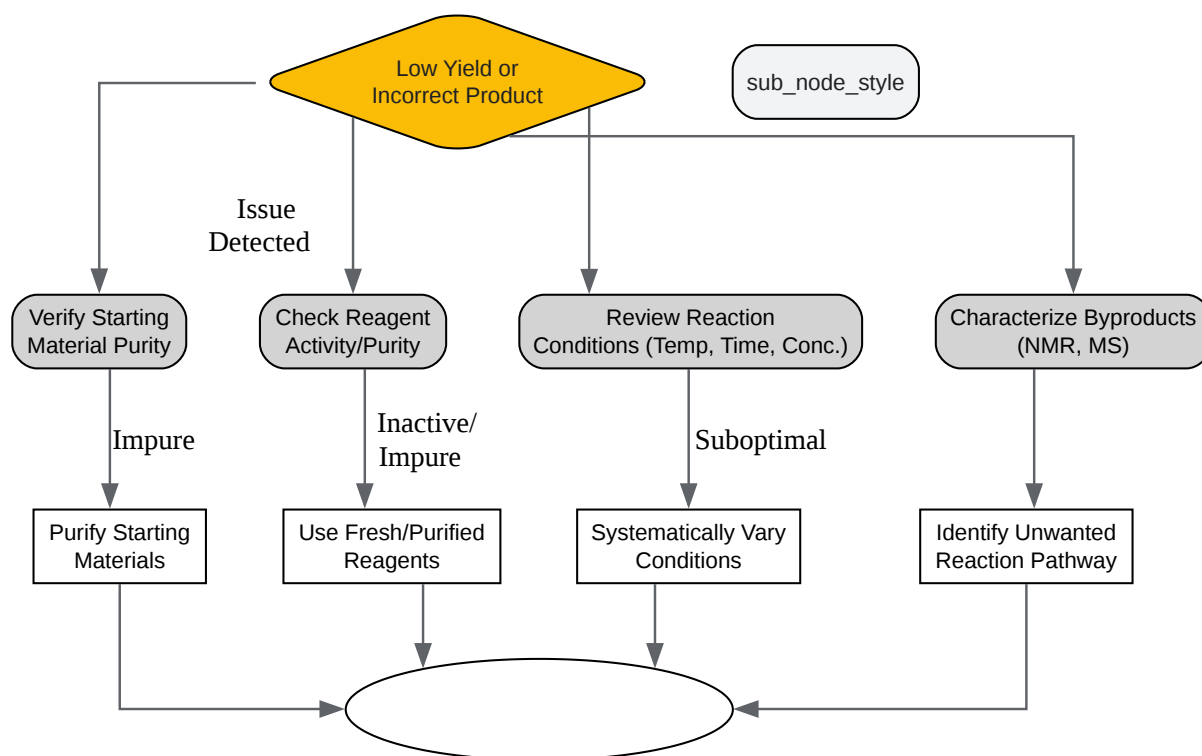 Low Yield or
Incorrect Product
sub_node_style
Issue
Detected
Verify Starting
Material Purity
Check Reagent
Activity/Purity
Review Reaction
Conditions (Temp, Time, Conc.)
Characterize Byproducts
(NMR, MS)
Impure
Inactive/
Impure
Suboptimal
Purify Starting
Materials
Use Fresh/Purified
Reagents
Systematically Vary
Conditions
Identify Unwanted
Reaction Pathway